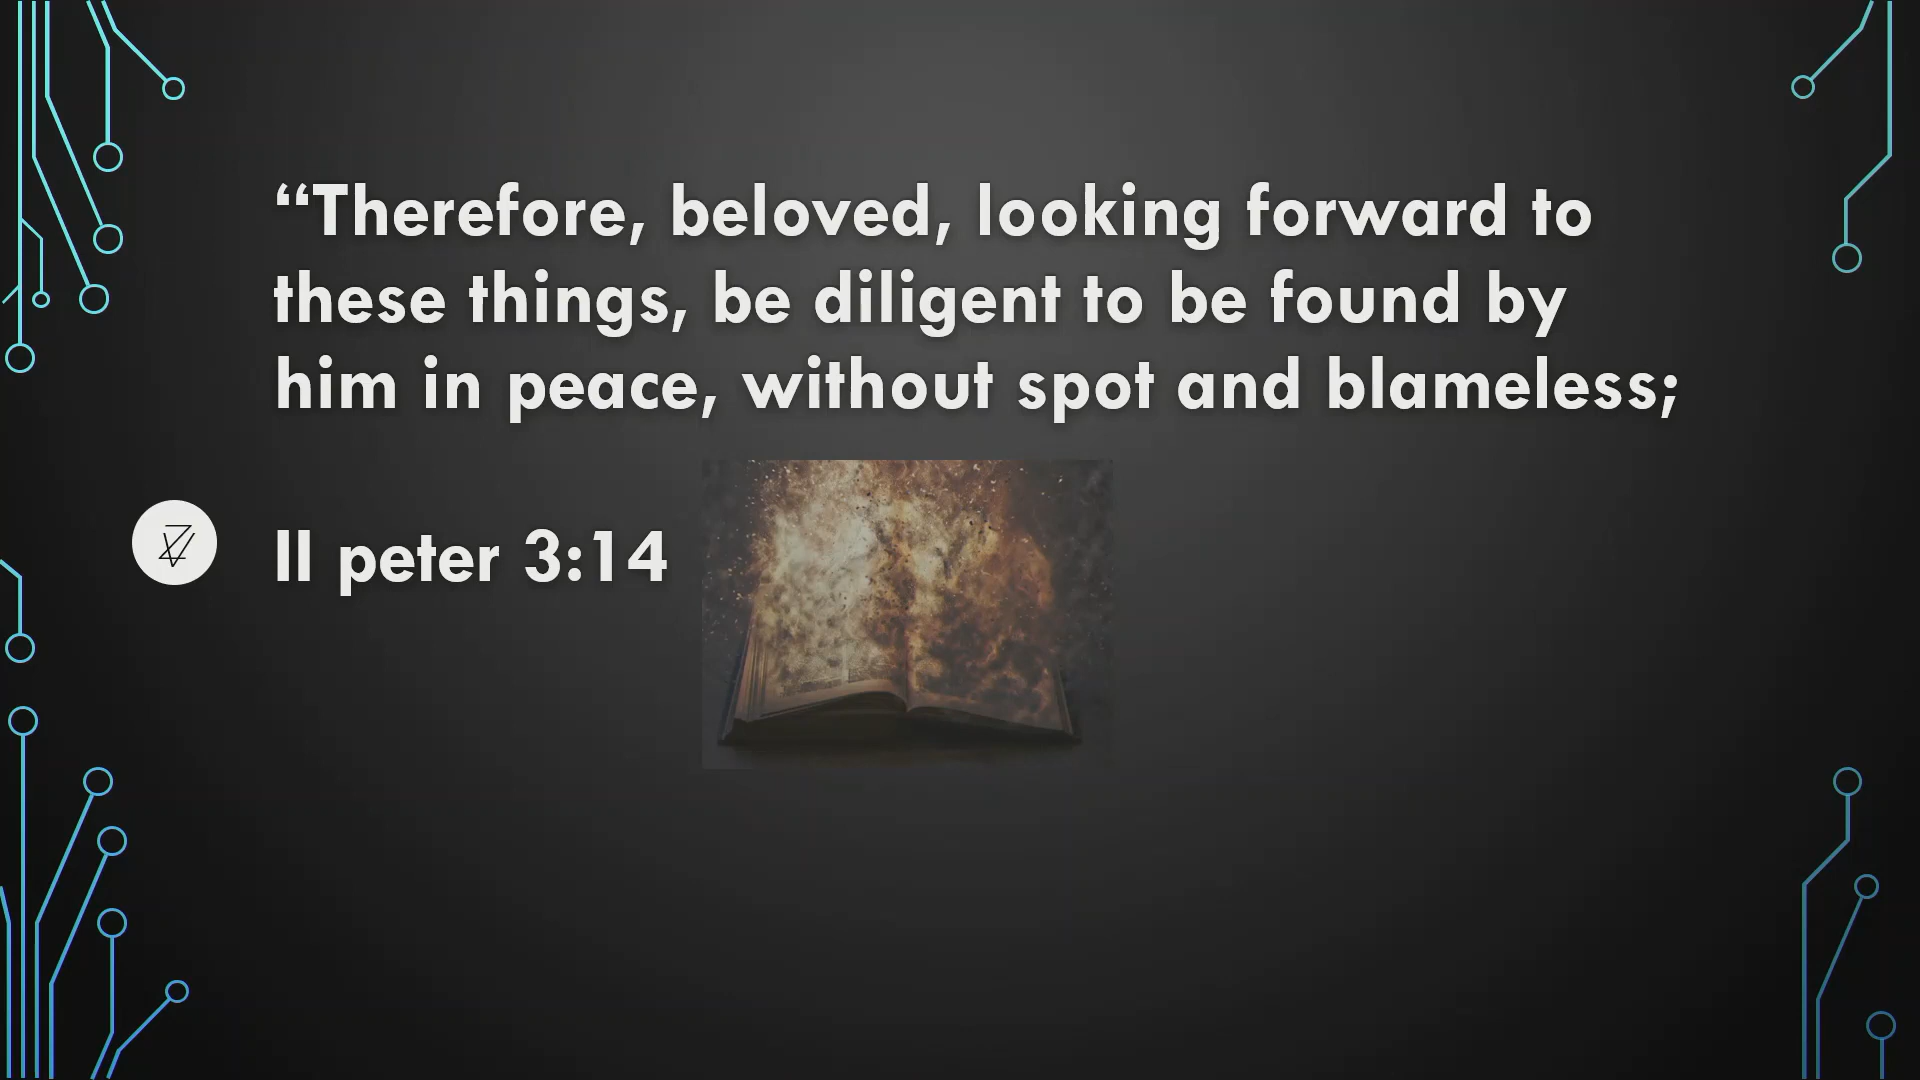 “Therefore, beloved, looking forward to
these things, be diligent to be found by
him in peace, without spot and blameless;
II peter 3:14